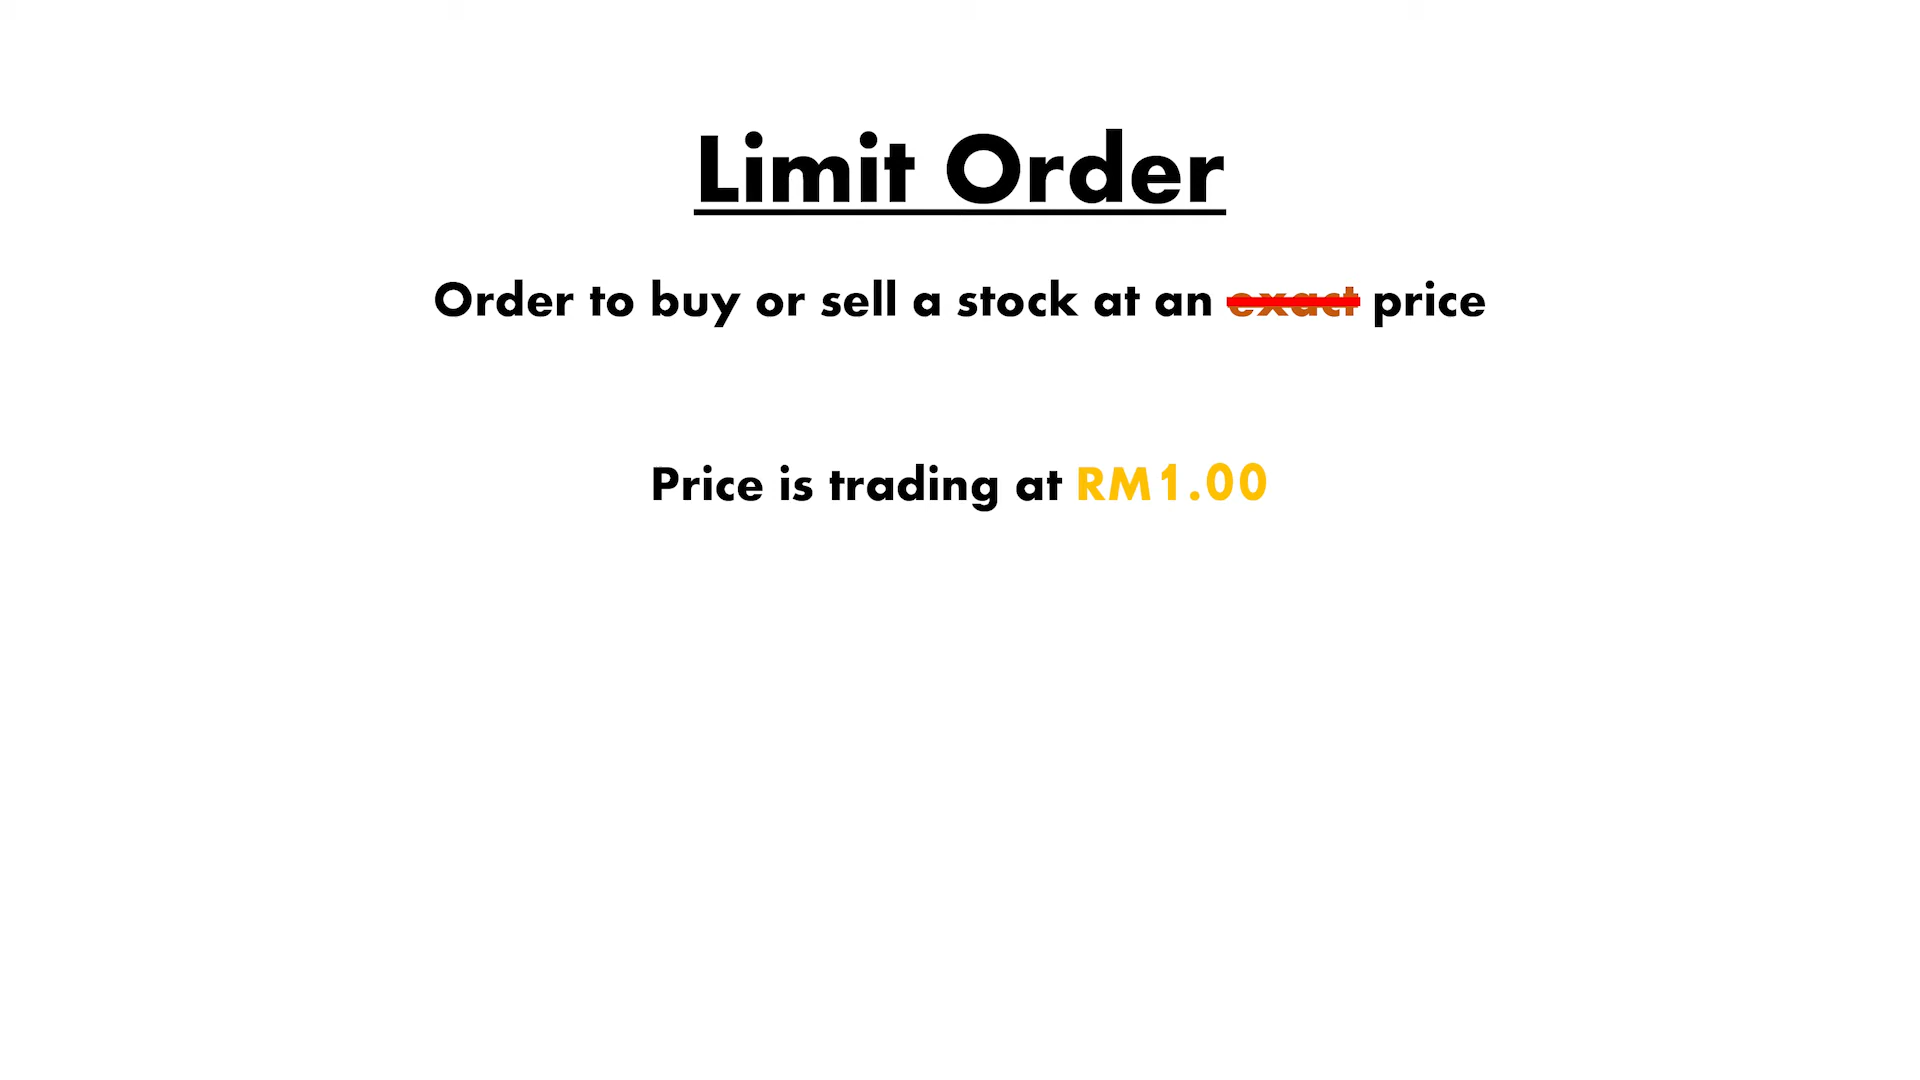 Limit Order
Order to buy or sell a stock at an exact price
Price is trading at RM1.00